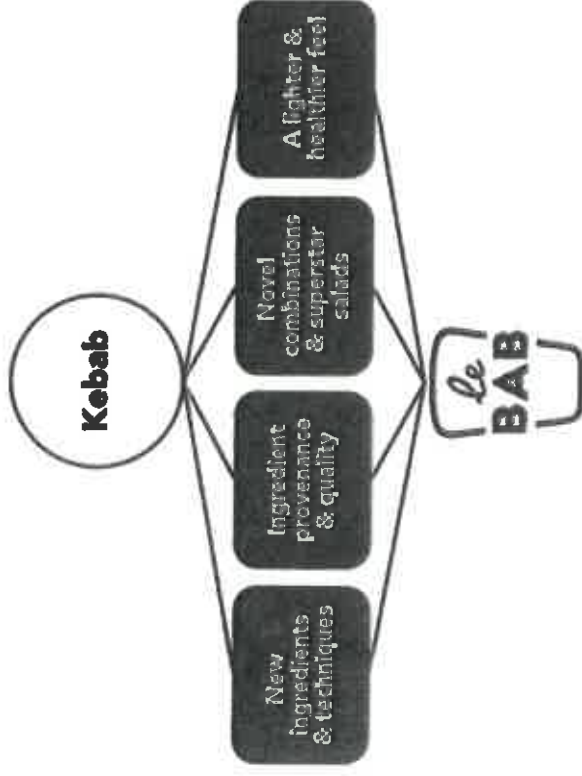 Kebab
New
ingredients
& techniques
Ingredient
provenance
& quality
Novel
combinations
& superstar
salads
A lighter &
healthier feel
le
BAB